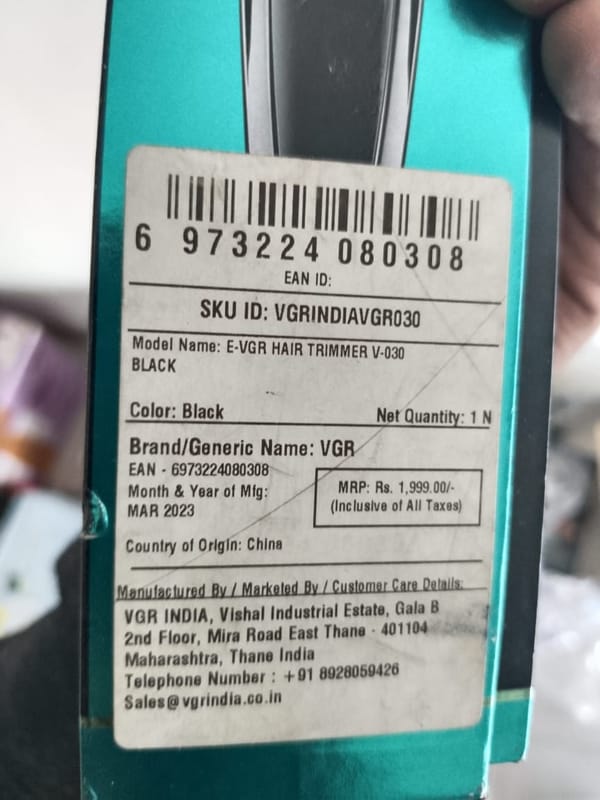 6 973224 080308
EAN ID:
SKU ID: VGRINDIAVGR030
Model Name: E-VGR HAIR TRIMMER V-030
BLACK
Color: Black Net Quantity: 1 N
Brand/Generic Name: VGR
EAN - 6973224080308
Month & Year of Mfg:
MAR 2023
MRP: Rs. 1,999.00/-
(Inclusive of All Taxes)
Country of Origin: China
Manufactured By / Marketed By / Customer Care Details:
VGR INDIA, Vishal Industrial Estate, Gala B
2nd Floor, Mira Road East Thane - 401104
Maharashtra, Thane India
Telephone Number : +91 8928059426
Sales@vgrindia.co.in